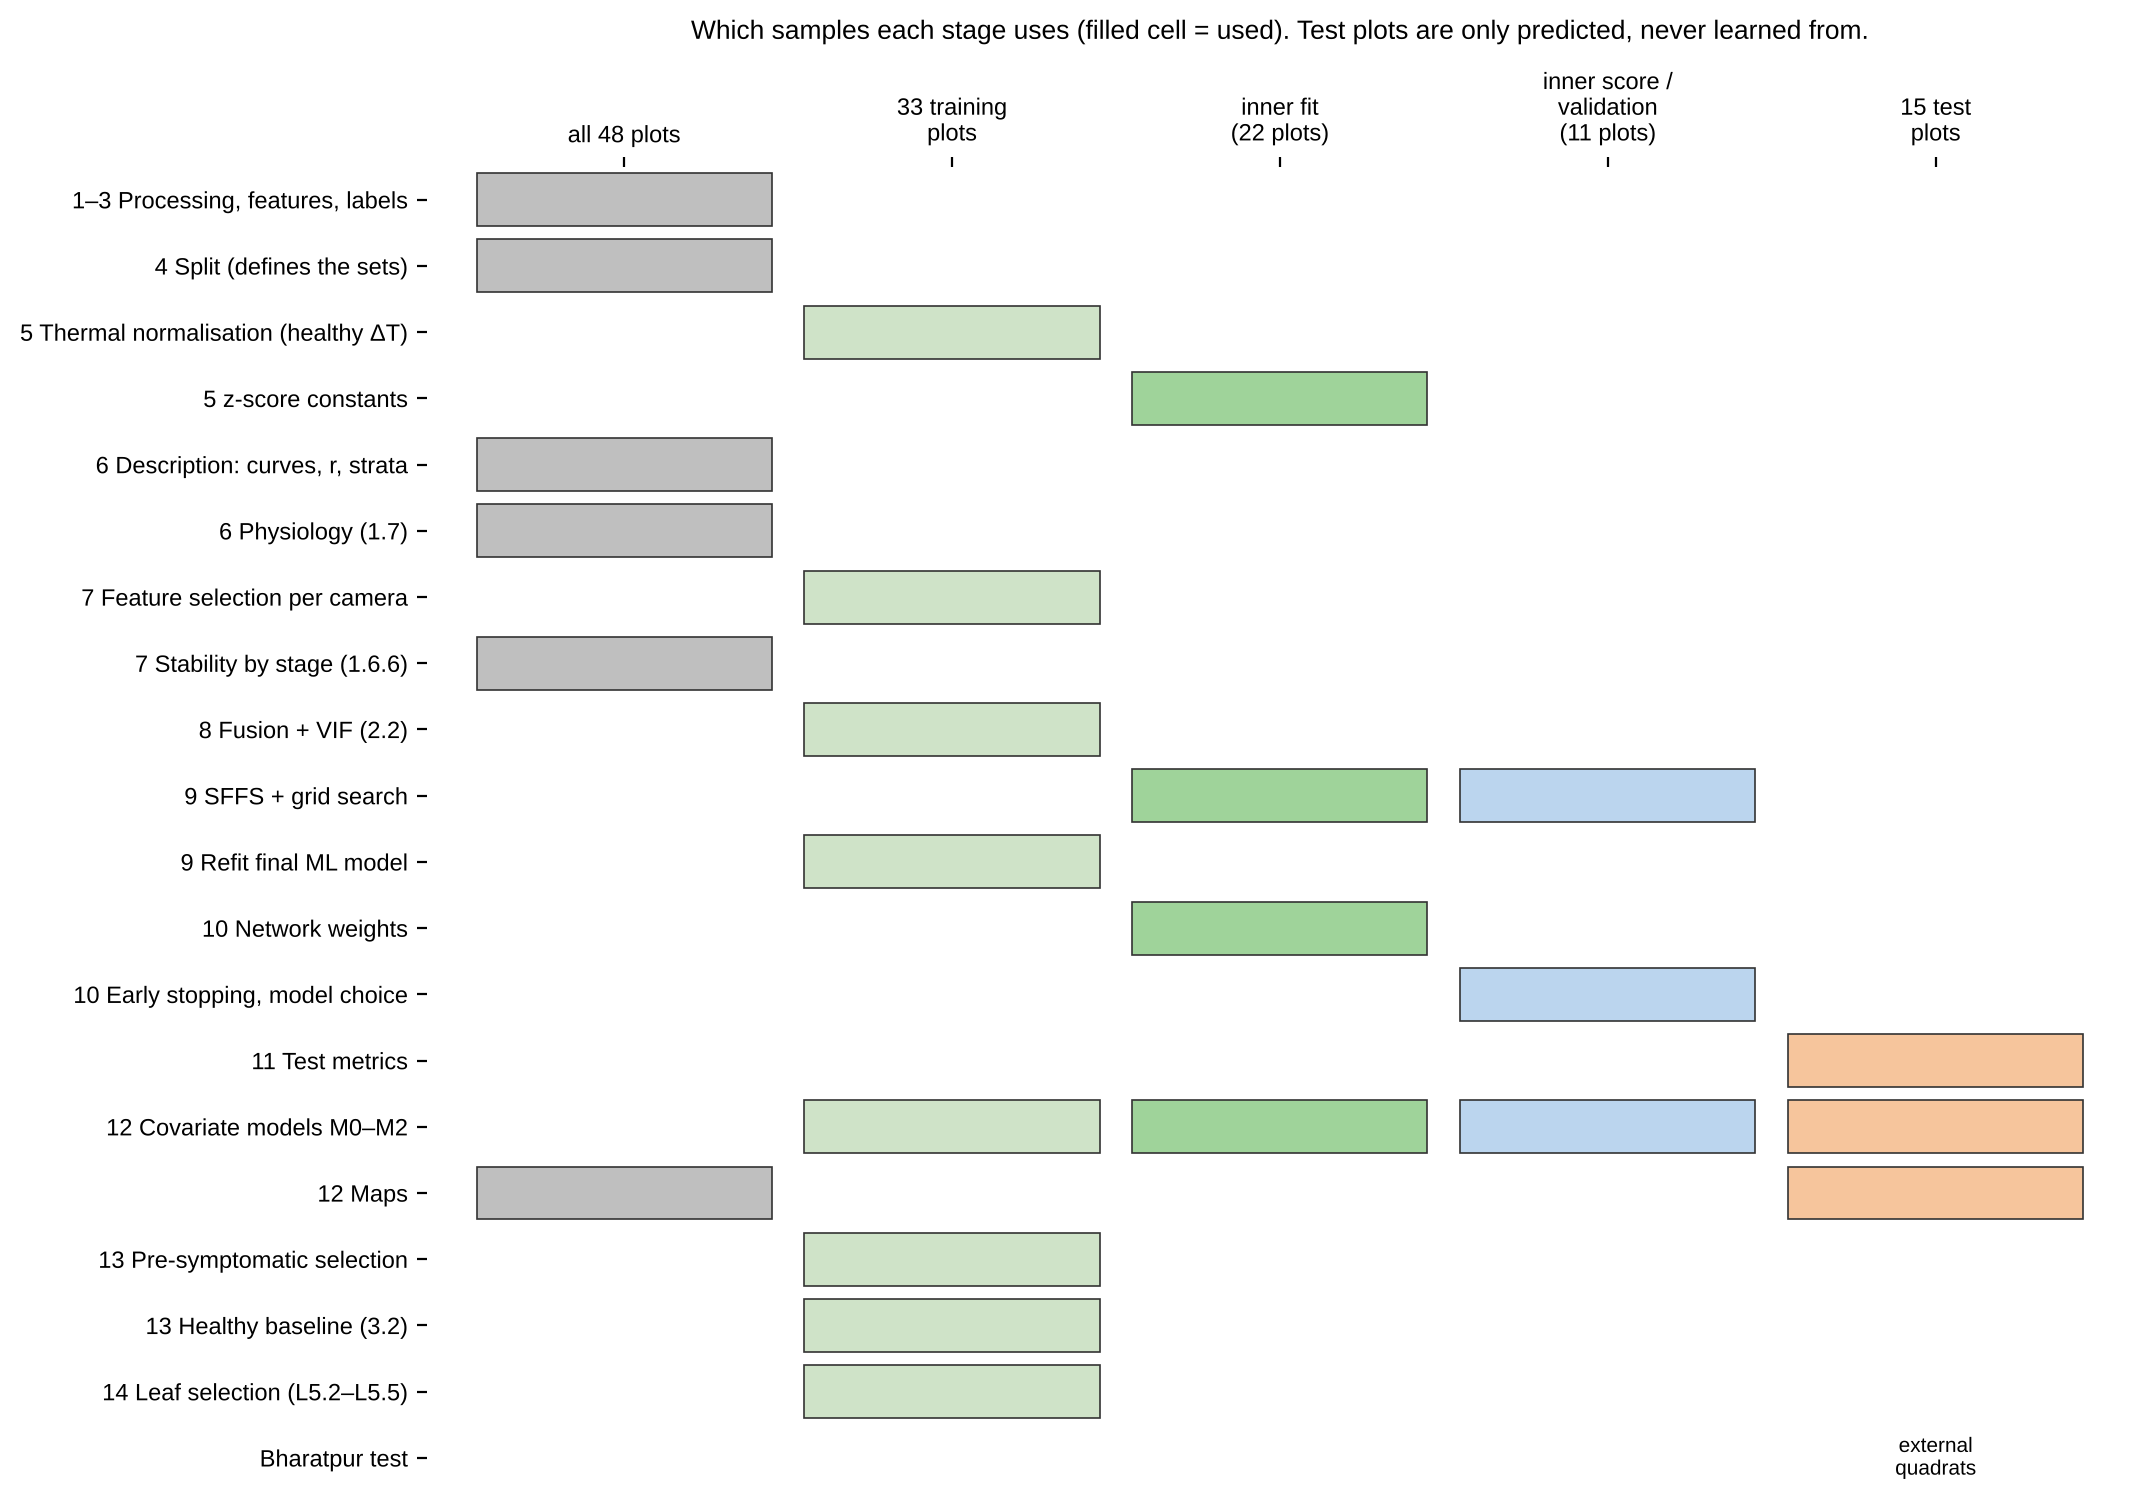 Which samples each stage uses (filled cell = used). Test plots are only predicted, never learned from.
all 48 plots
33 training
plots
inner fit
(22 plots)
inner score /
validation
(11 plots)
15 test
plots
1–3 Processing, features, labels
4 Split (defines the sets)
5 Thermal normalisation (healthy ΔT)
5 z-score constants
6 Description: curves, r, strata
6 Physiology (1.7)
7 Feature selection per camera
7 Stability by stage (1.6.6)
8 Fusion + VIF (2.2)
9 SFFS + grid search
9 Refit final ML model
10 Network weights
10 Early stopping, model choice
11 Test metrics
12 Covariate models M0–M2
12 Maps
13 Pre-symptomatic selection
13 Healthy baseline (3.2)
14 Leaf selection (L5.2–L5.5)
Bharatpur test
external
quadrats